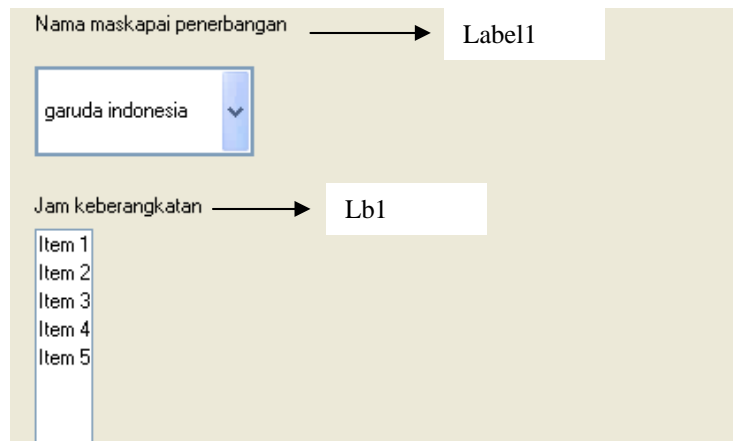 Nama maskapai penerbangan
Label1
garuda indonesia
Jam keberangkatan
Lb1
Item 1
Item 2
Item 3
Item 4
Item 5